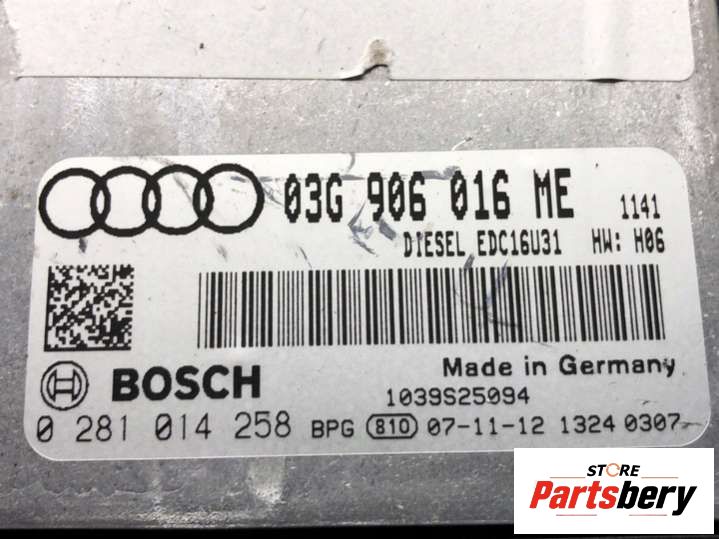 03G 906 016 ME 1141
DIESEL EDC16U31 HW: H06
Made in Germany
BOSCH 1039S25094
0 281 014 258 BPG 810 07-11-12 1324 0307
STORE
Partsbery